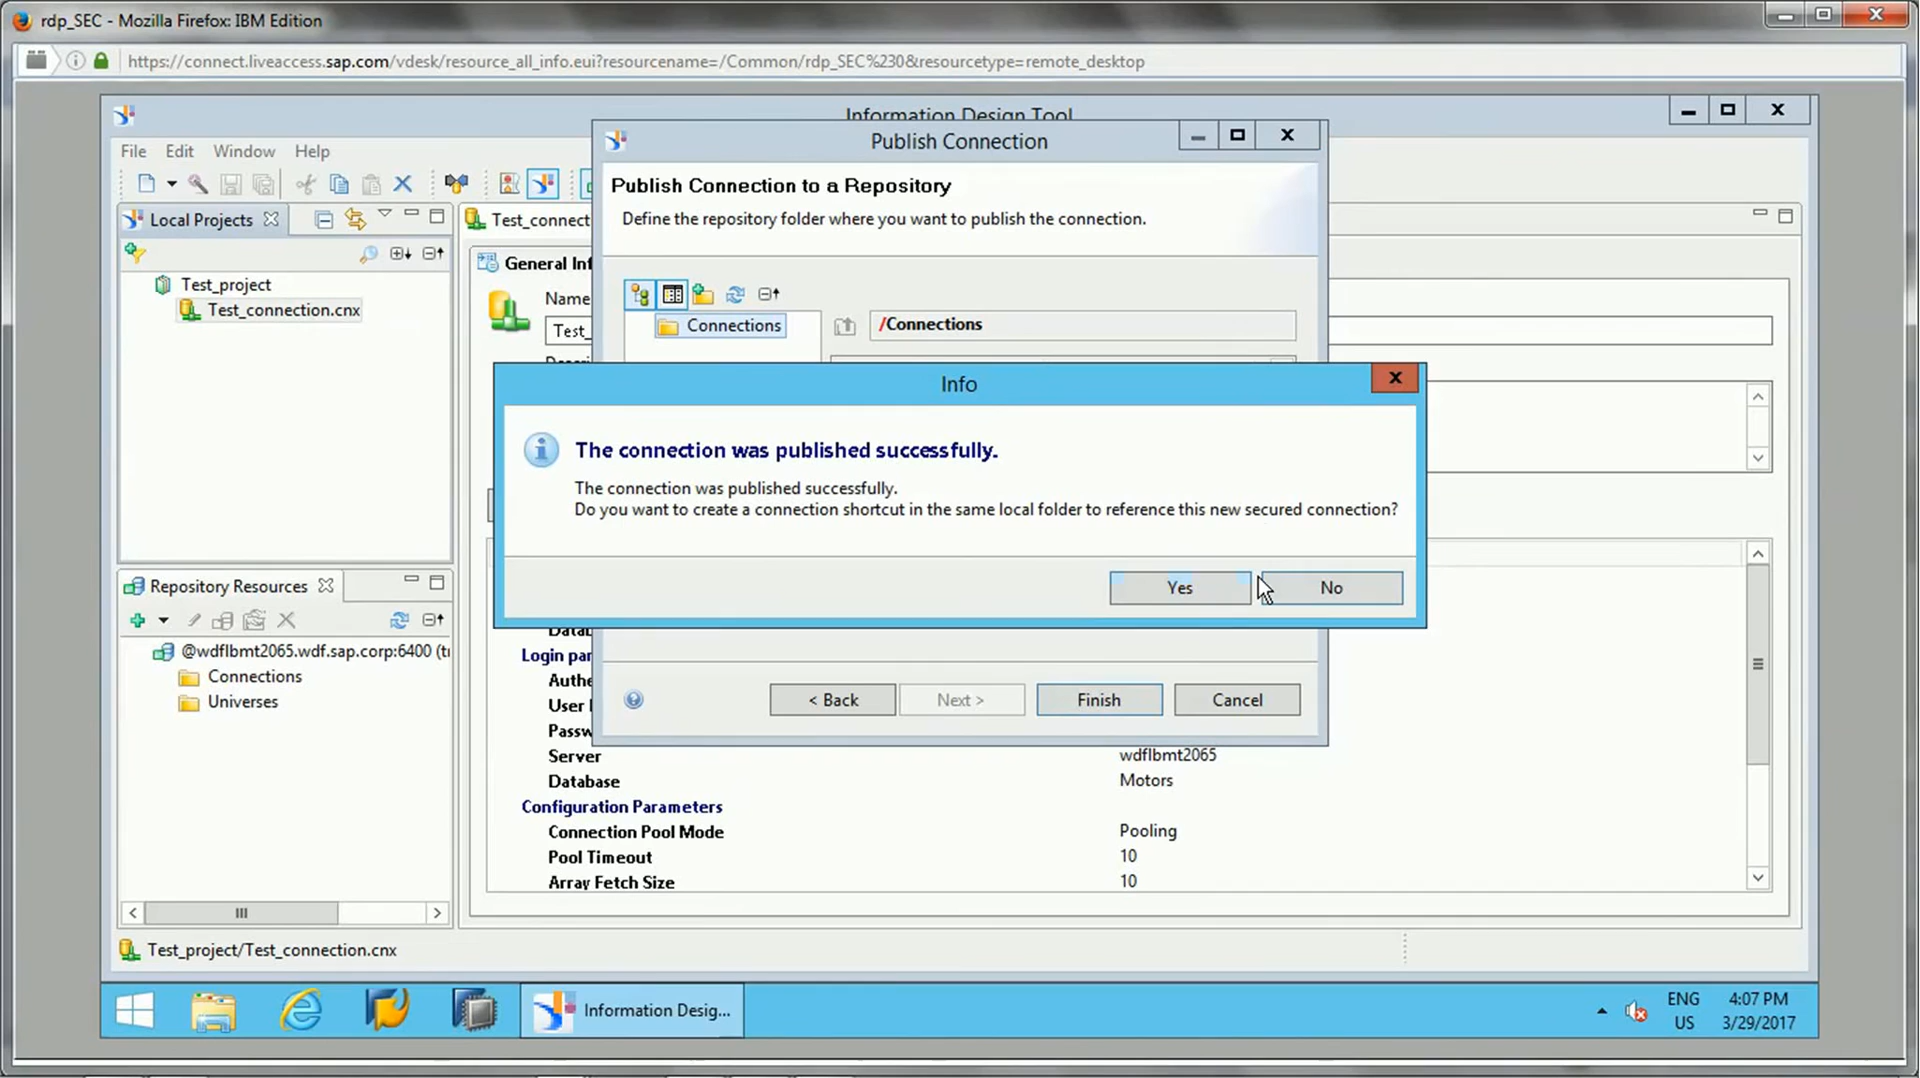 rdp_SEC - Mozilla Firefox: IBM Edition
https://connect.liveaccess.sap.com/vdesk/resource_all_info.eui?resourcename=/Common/rdp_SEC%230&resourcetype=remote_desktop
Information Design Tool
Publish Connection
File Edit Window Help
Publish Connection to a Repository
Define the repository folder where you want to publish the connection.
Local Projects
Test_connect
General Inf
Test_project
Test_connection.cnx
Name
Test_
Connections
/Connections
Info
The connection was published successfully.
The connection was published successfully.
Do you want to create a connection shortcut in the same local folder to reference this new secured connection?
Yes
No
Repository Resources
@wdflbmt2065.wdf.sap.corp:6400 (t
Connections
Universes
Login par
Authe
User
Passw
< Back
Next >
Finish
Cancel
Server
wdflbmt2065
Database
Motors
Configuration Parameters
Connection Pool Mode
Pooling
Pool Timeout
10
Array Fetch Size
10
Test_project/Test_connection.cnx
Information Desig...
ENG
US
4:07 PM
3/29/2017